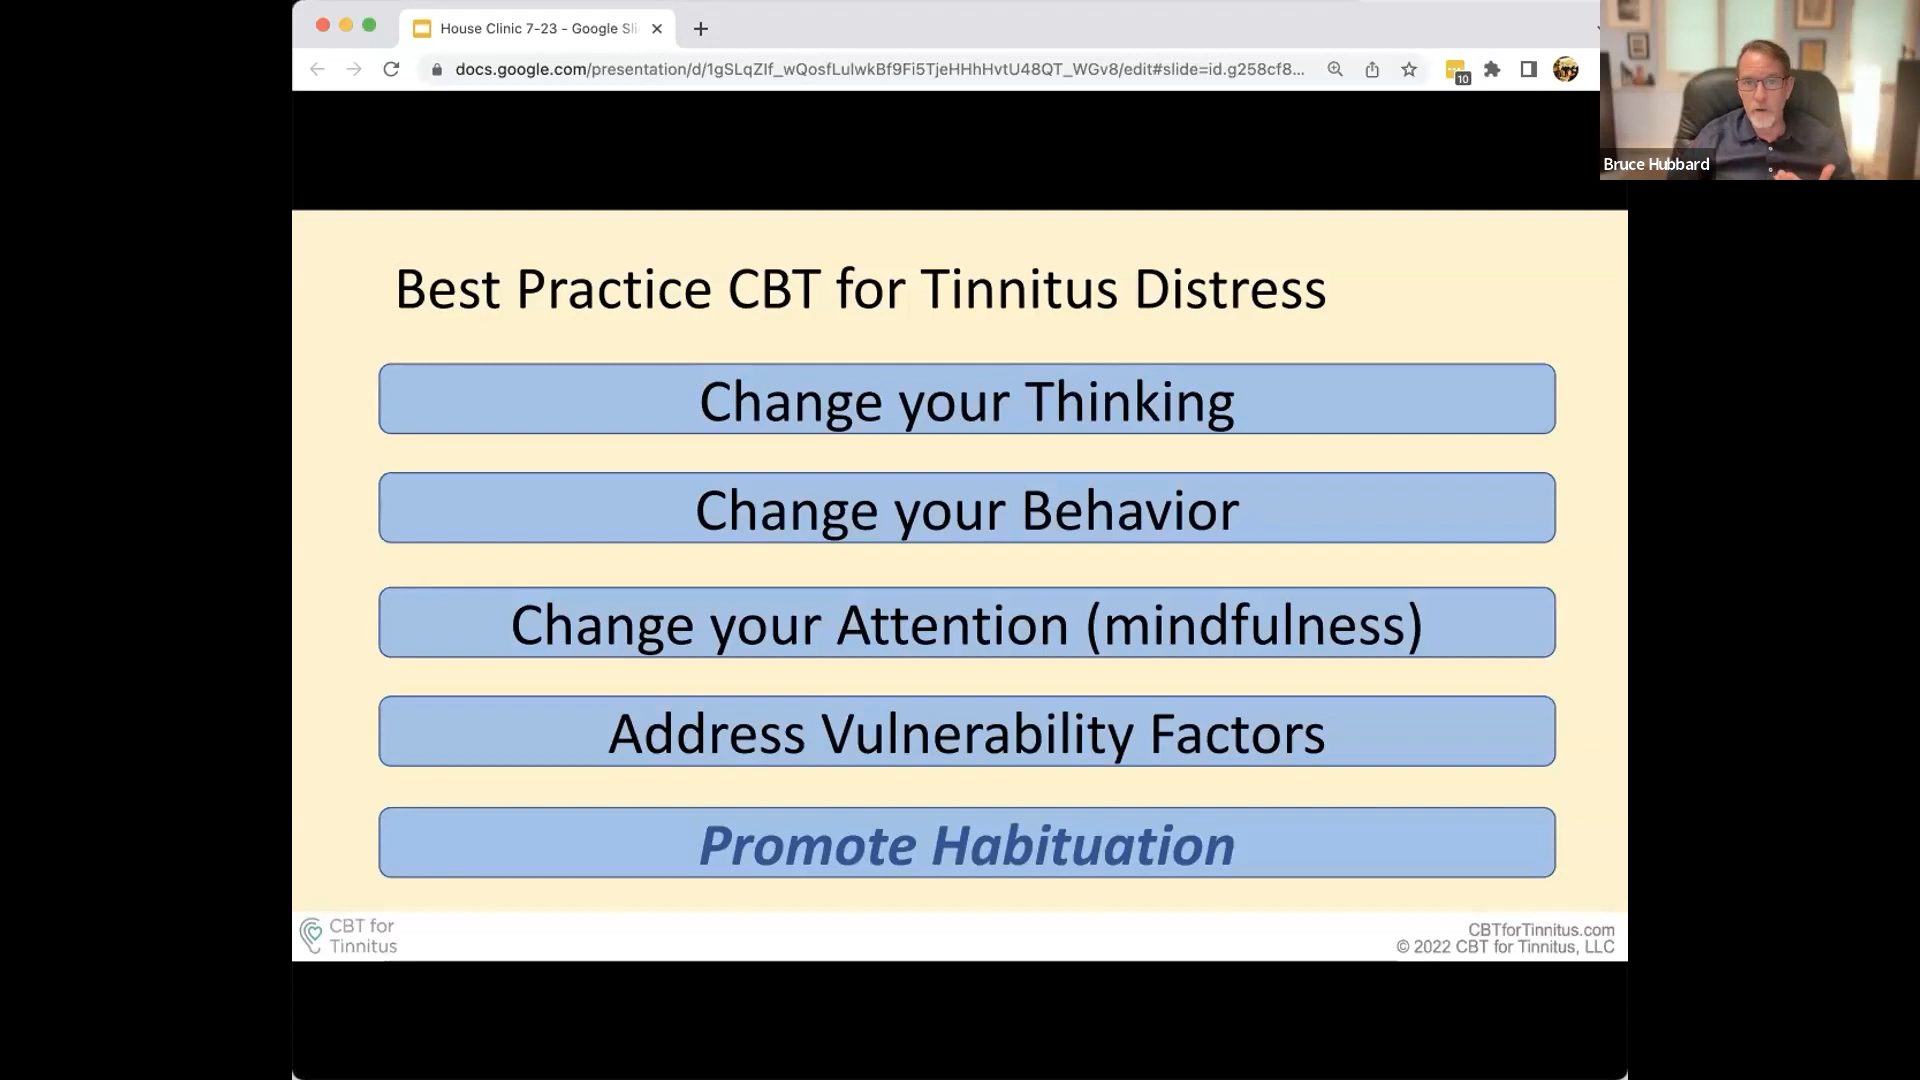 House Clinic 7-23 - Google Sli
docs.google.com/presentation/d/1gSLqZIf_wQosfLulwkBf9Fi5TjeHHhHvtU48QT_WGv8/edit#slide=id.g258cf8...
10
Bruce Hubbard
Best Practice CBT for Tinnitus Distress
Change your Thinking
Change your Behavior
Change your Attention (mindfulness)
Address Vulnerability Factors
Promote Habituation
CBT for
Tinnitus
CBTforTinnitus.com
© 2022 CBT for Tinnitus, LLC